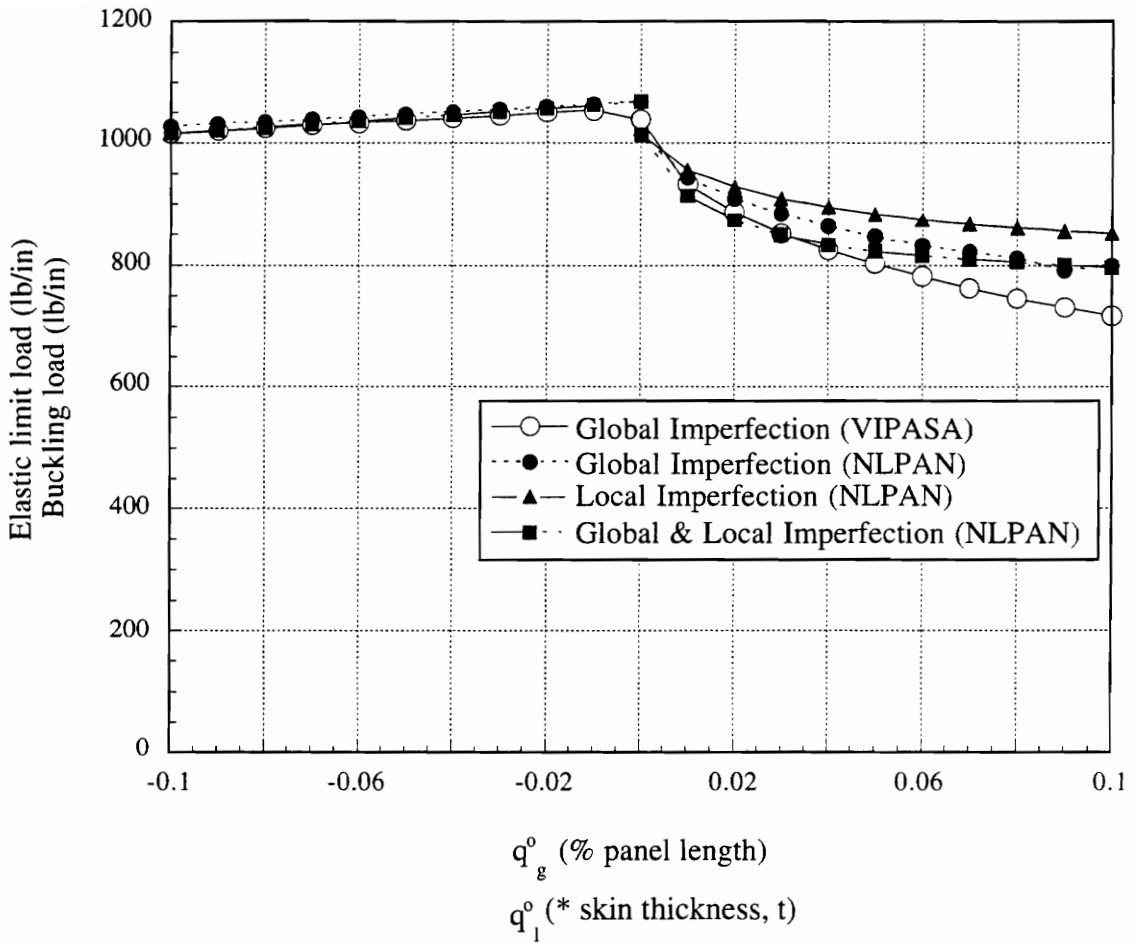 1200
1000
800
600
400
200
0
Elastic limit load (lb/in)
Buckling load (lb/in)
Global Imperfection (VIPASA)
Global Imperfection (NLPAN)
Local Imperfection (NLPAN)
Global & Local Imperfection (NLPAN)
-0.1 -0.06 -0.02 0.02 0.06 0.1
q°g (% panel length)
q°l (* skin thickness, t)